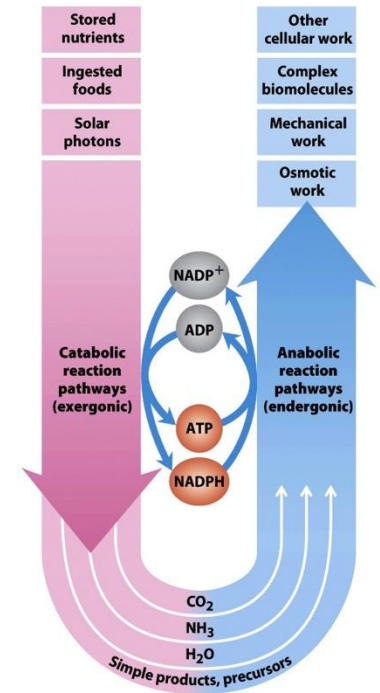 Stored
nutrients
Ingested
foods
Solar
photons
Other
cellular work
Complex
biomolecules
Mechanical
work
Osmotic
work
NADP+
ADP
Catabolic
reaction
pathways
(exergonic)
Anabolic
reaction
pathways
(endergonic)
ATP
NADPH
CO₂
NH₃
H₂O
Simple products, precursors